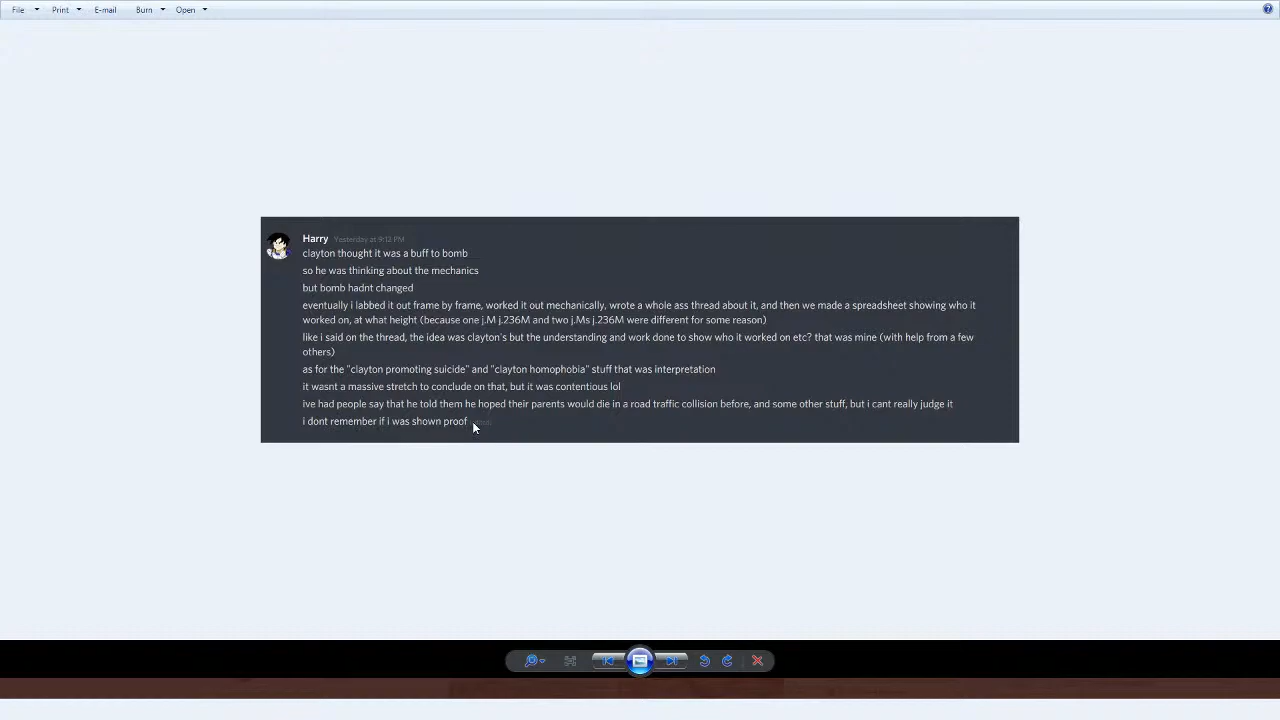 File Print E-mail Burn Open
Harry Yesterday at 9:13 PM
clayton thought it was a buff to bomb
so he was thinking about the mechanics
but bomb hadnt changed
eventually i labbed it out frame by frame, worked it out mechanically, wrote a whole ass thread about it, and then we made a spreadsheet showing who it
worked on, at what height (because one j.M j.236M and two j.Ms j.236M were different for some reason)
like i said on the thread, the idea was clayton's but the understanding and work done to show who it worked on etc? that was mine (with help from a few
others)
as for the "clayton promoting suicide" and "clayton homophobia" stuff that was interpretation
it wasnt a massive stretch to conclude on that, but it was contentious lol
ive had people say that he told them he hoped their parents would die in a road traffic collision before, and some other stuff, but i cant really judge it
i dont remember if i was shown proof